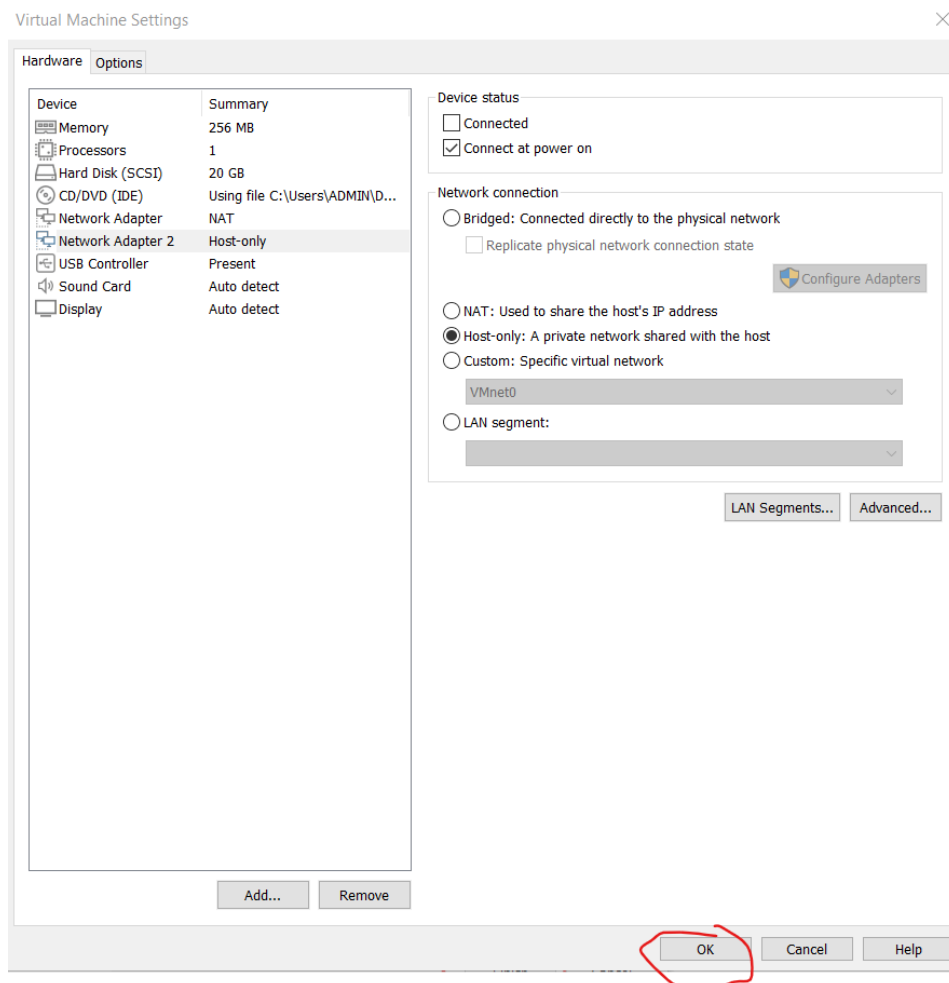 Virtual Machine Settings
Hardware Options
Device Summary
Memory 256 MB
Processors 1
Hard Disk (SCSI) 20 GB
CD/DVD (IDE) Using file C:\Users\ADMIN\D...
Network Adapter NAT
Network Adapter 2 Host-only
USB Controller Present
Sound Card Auto detect
Display Auto detect
Add... Remove
Device status
Connected
Connect at power on
Network connection
Bridged: Connected directly to the physical network
Replicate physical network connection state
Configure Adapters
NAT: Used to share the host's IP address
Host-only: A private network shared with the host
Custom: Specific virtual network
VMnet0
LAN segment:
LAN Segments... Advanced...
OK Cancel Help